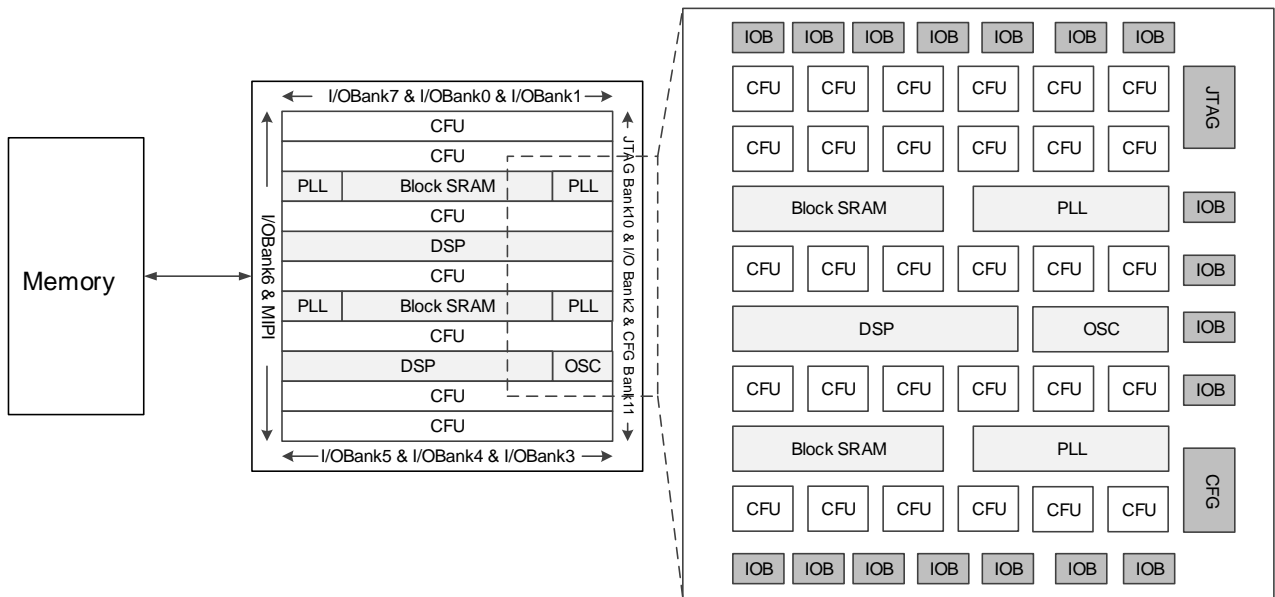 Memory
I/OBank7 & I/OBank0 & I/OBank1
I/OBank6 & MIPI
CFU
CFU
PLL Block SRAM PLL
CFU
DSP
CFU
PLL Block SRAM PLL
CFU
DSP OSC
CFU
CFU
JTAG Bank10 & I/O Bank2 & CFG Bank11
I/OBank5 & I/OBank4 & I/OBank3
IOB IOB IOB IOB IOB IOB IOB
CFU CFU CFU CFU CFU CFU JTAG
CFU CFU CFU CFU CFU CFU
Block SRAM PLL IOB
CFU CFU CFU CFU CFU CFU IOB
DSP OSC IOB
CFU CFU CFU CFU CFU CFU IOB
Block SRAM PLL
CFG
CFU CFU CFU CFU CFU CFU
IOB IOB IOB IOB IOB IOB IOB